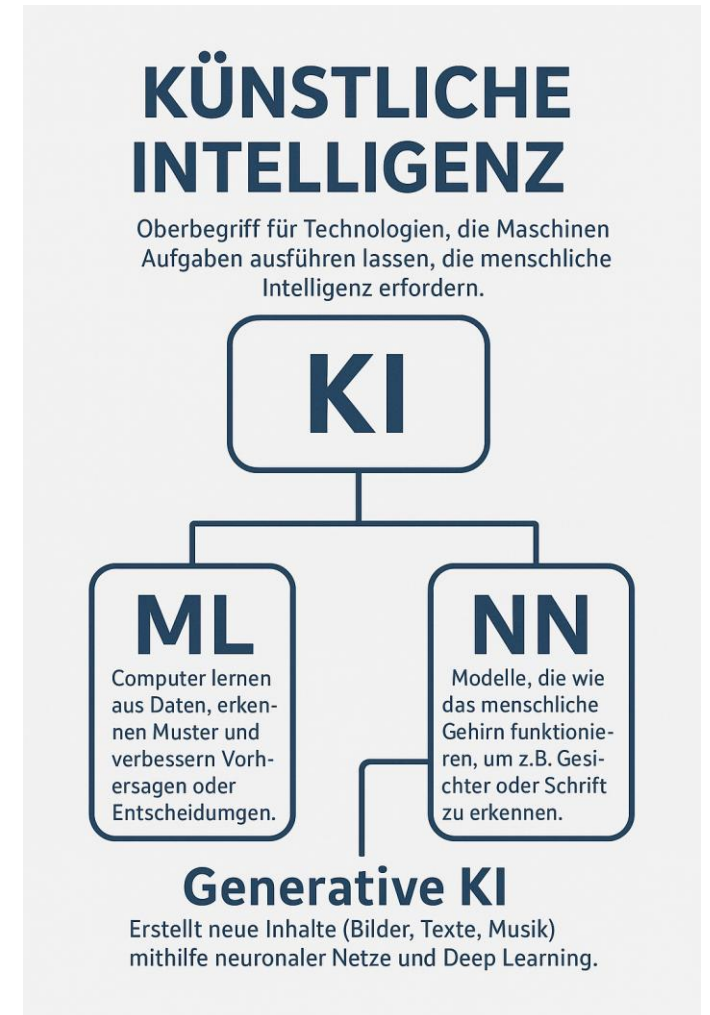 KÜNSTLICHE
INTELLIGENZ
Oberbegriff für Technologien, die Maschinen
Aufgaben ausführen lassen, die menschliche
Intelligenz erfordern.
KI
ML
Computer lernen
aus Daten, erken-
nen Muster und
verbessern Vorh-
ersagen oder
Entscheidumgen.
NN
Modelle, die wie
das menschliche
Gehirn funktionie-
ren, um z.B. Gesi-
chter oder Schrift
zu erkennen.
Generative KI
Erstellt neue Inhalte (Bilder, Texte, Musik)
mithilfe neuronaler Netze und Deep Learning.